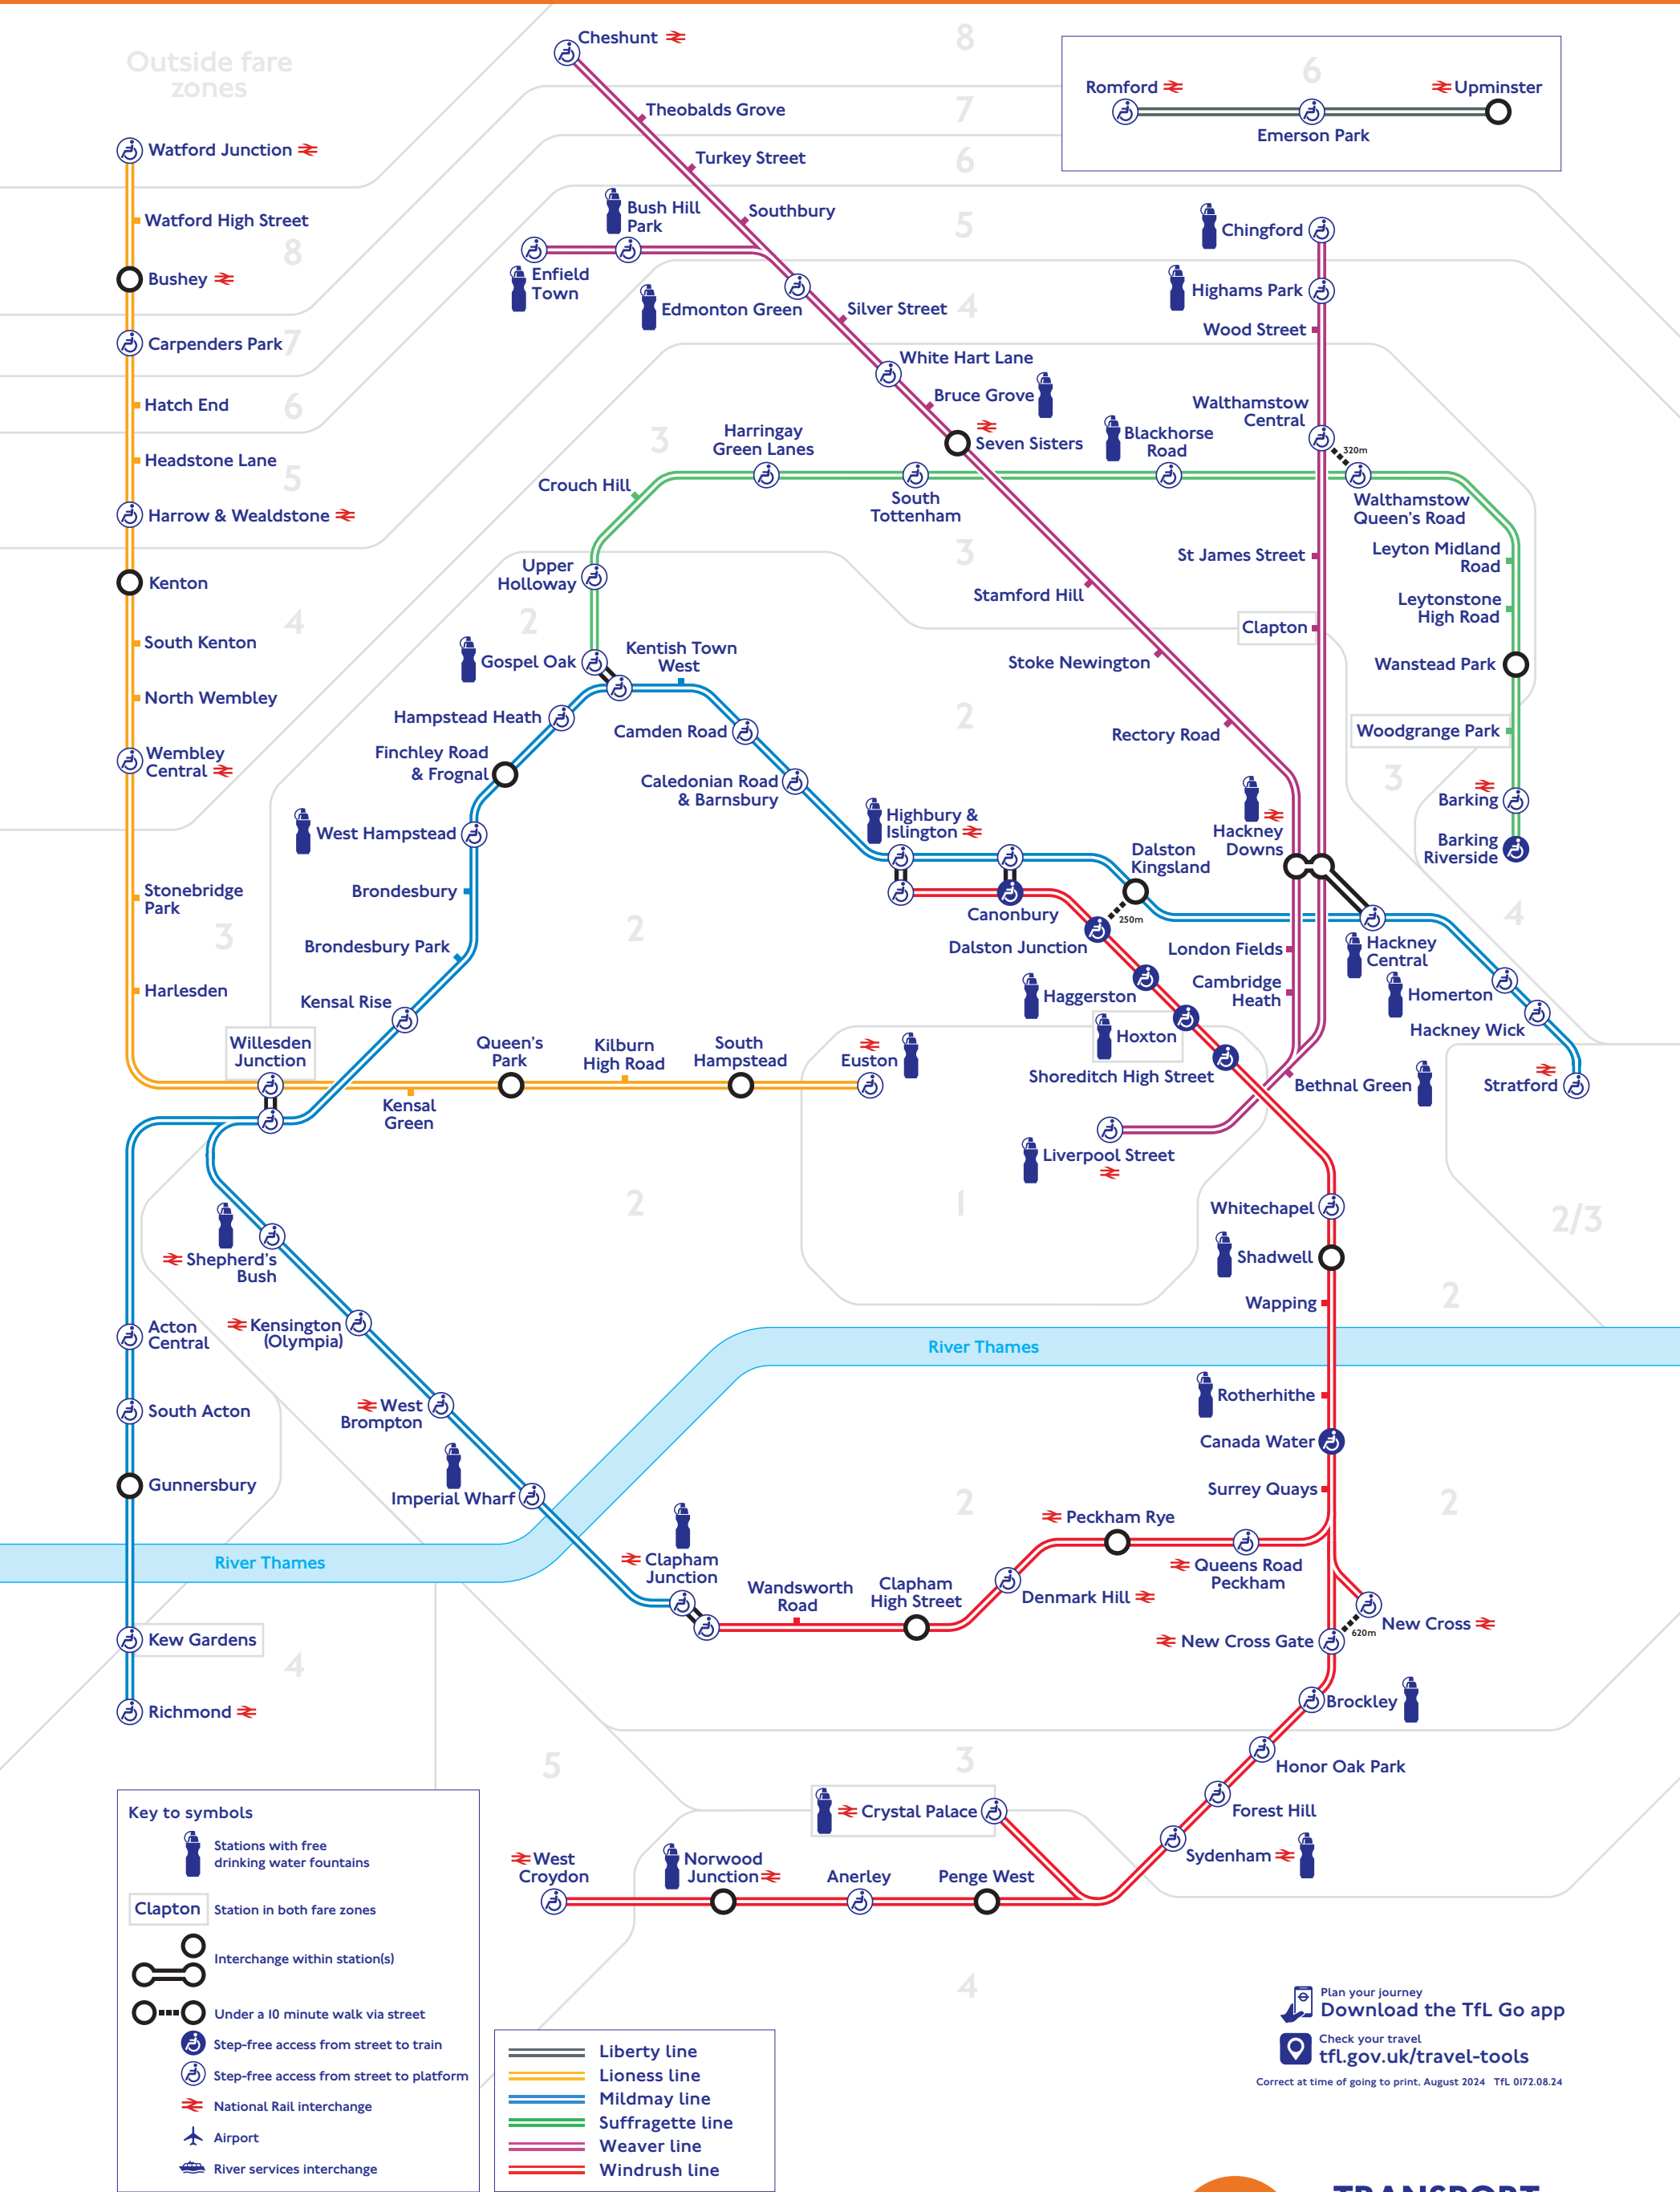 Outside fare
zones
8
7
6
5
4
3
3
2
2
2
8
7
6
5
4
3
2
3
4
2
1
2/3
2
2
2
4
5
3
4
Cheshunt
Theobalds Grove
Turkey Street
Southbury
Bush Hill
Park
Enfield
Town
Edmonton Green
Silver Street
White Hart Lane
Bruce Grove
Seven Sisters
Stamford Hill
Stoke Newington
Rectory Road
Hackney
Downs
London Fields
Cambridge
Heath
Bethnal Green
Liverpool Street
6
Romford
Upminster
Emerson Park
Chingford
Highams Park
Wood Street
Walthamstow
Central
320m
St James Street
Clapton
Watford Junction
Watford High Street
Bushey
Carpenders Park
Hatch End
Headstone Lane
Harrow & Wealdstone
Kenton
South Kenton
North Wembley
Wembley
Central
Stonebridge
Park
Harlesden
Willesden
Junction
Kensal
Green
Queen's
Park
Kilburn
High Road
South
Hampstead
Euston
Gospel Oak
Upper
Holloway
Crouch Hill
Harringay
Green Lanes
South
Tottenham
Blackhorse
Road
Walthamstow
Queen's Road
Leyton Midland
Road
Leytonstone
High Road
Wanstead Park
Woodgrange Park
Barking
Barking
Riverside
Kentish Town
West
Hampstead Heath
Camden Road
Finchley Road
& Frognal
Caledonian Road
& Barnsbury
West Hampstead
Highbury &
Islington
Brondesbury
Canonbury
Dalston
Kingsland
250m
Dalston Junction
Brondesbury Park
Kensal Rise
Hackney
Central
Homerton
Hackney Wick
Stratford
Haggerston
Hoxton
Shoreditch High Street
Whitechapel
Shadwell
Wapping
River Thames
Rotherhithe
Canada Water
Surrey Quays
Shepherd's
Bush
Kensington
(Olympia)
West
Brompton
Imperial Wharf
Clapham
Junction
Acton
Central
South Acton
Gunnersbury
River Thames
Kew Gardens
Richmond
Wandsworth
Road
Clapham
High Street
Denmark Hill
Peckham Rye
Queens Road
Peckham
New Cross
620m
New Cross Gate
Brockley
Honor Oak Park
Forest Hill
Sydenham
Crystal Palace
Penge West
Anerley
Norwood
Junction
West
Croydon
Key to symbols
Stations with free
drinking water fountains
Clapton
Station in both fare zones
Interchange within station(s)
Under a 10 minute walk via street
Step-free access from street to train
Step-free access from street to platform
National Rail interchange
Airport
River services interchange
Liberty line
Lioness line
Mildmay line
Suffragette line
Weaver line
Windrush line
Plan your journey
Download the TfL Go app
Check your travel
tfl.gov.uk/travel-tools
Correct at time of going to print, August 2024 TfL 0172.08.24
TRANSPORT